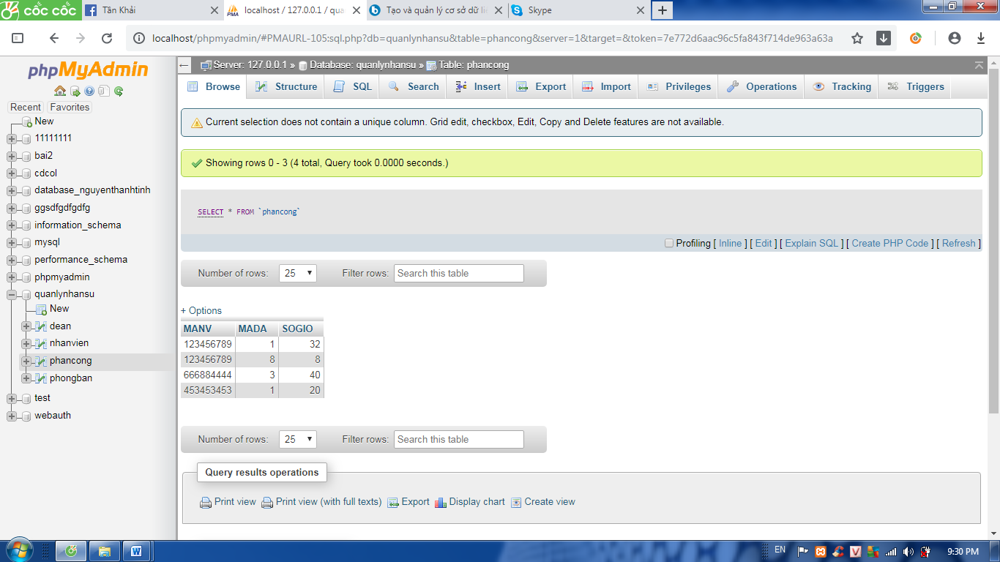 cốc cốc
Tân Khải
localhost / 127.0.0.1 / qua
Tạo và quản lý cơ sở dữ liệ
Skype
localhost/phpmyadmin/#PMAURL-105:sql.php?db=quanlynhansu&table=phancong&server=1&target=&token=7e772d6aac96c5fa843f714de963a63a
phpMyAdmin
Recent Favorites
New
11111111
bai2
cdcol
database_nguyenthanhtinh
ggsdfgdfgdfg
information_schema
mysql
performance_schema
phpmyadmin
quanlynhansu
New
dean
nhanvien
phancong
phongban
test
webauth
Server: 127.0.0.1 » Database: quanlynhansu » Table: phancong
Browse Structure SQL Search Insert Export Import Privileges Operations Tracking Triggers
Current selection does not contain a unique column. Grid edit, checkbox, Edit, Copy and Delete features are not available.
Showing rows 0 - 3 (4 total, Query took 0.0000 seconds.)
SELECT * FROM `phancong`
Profiling [ Inline ] [ Edit ] [ Explain SQL ] [ Create PHP Code ] [ Refresh ]
Number of rows: 25 Filter rows: Search this table
+ Options
MANV MADA SOGIO
123456789 1 32
123456789 8 8
666884444 3 40
453453453 1 20
Number of rows: 25 Filter rows: Search this table
Query results operations
Print view Print view (with full texts) Export Display chart Create view
EN 9:30 PM